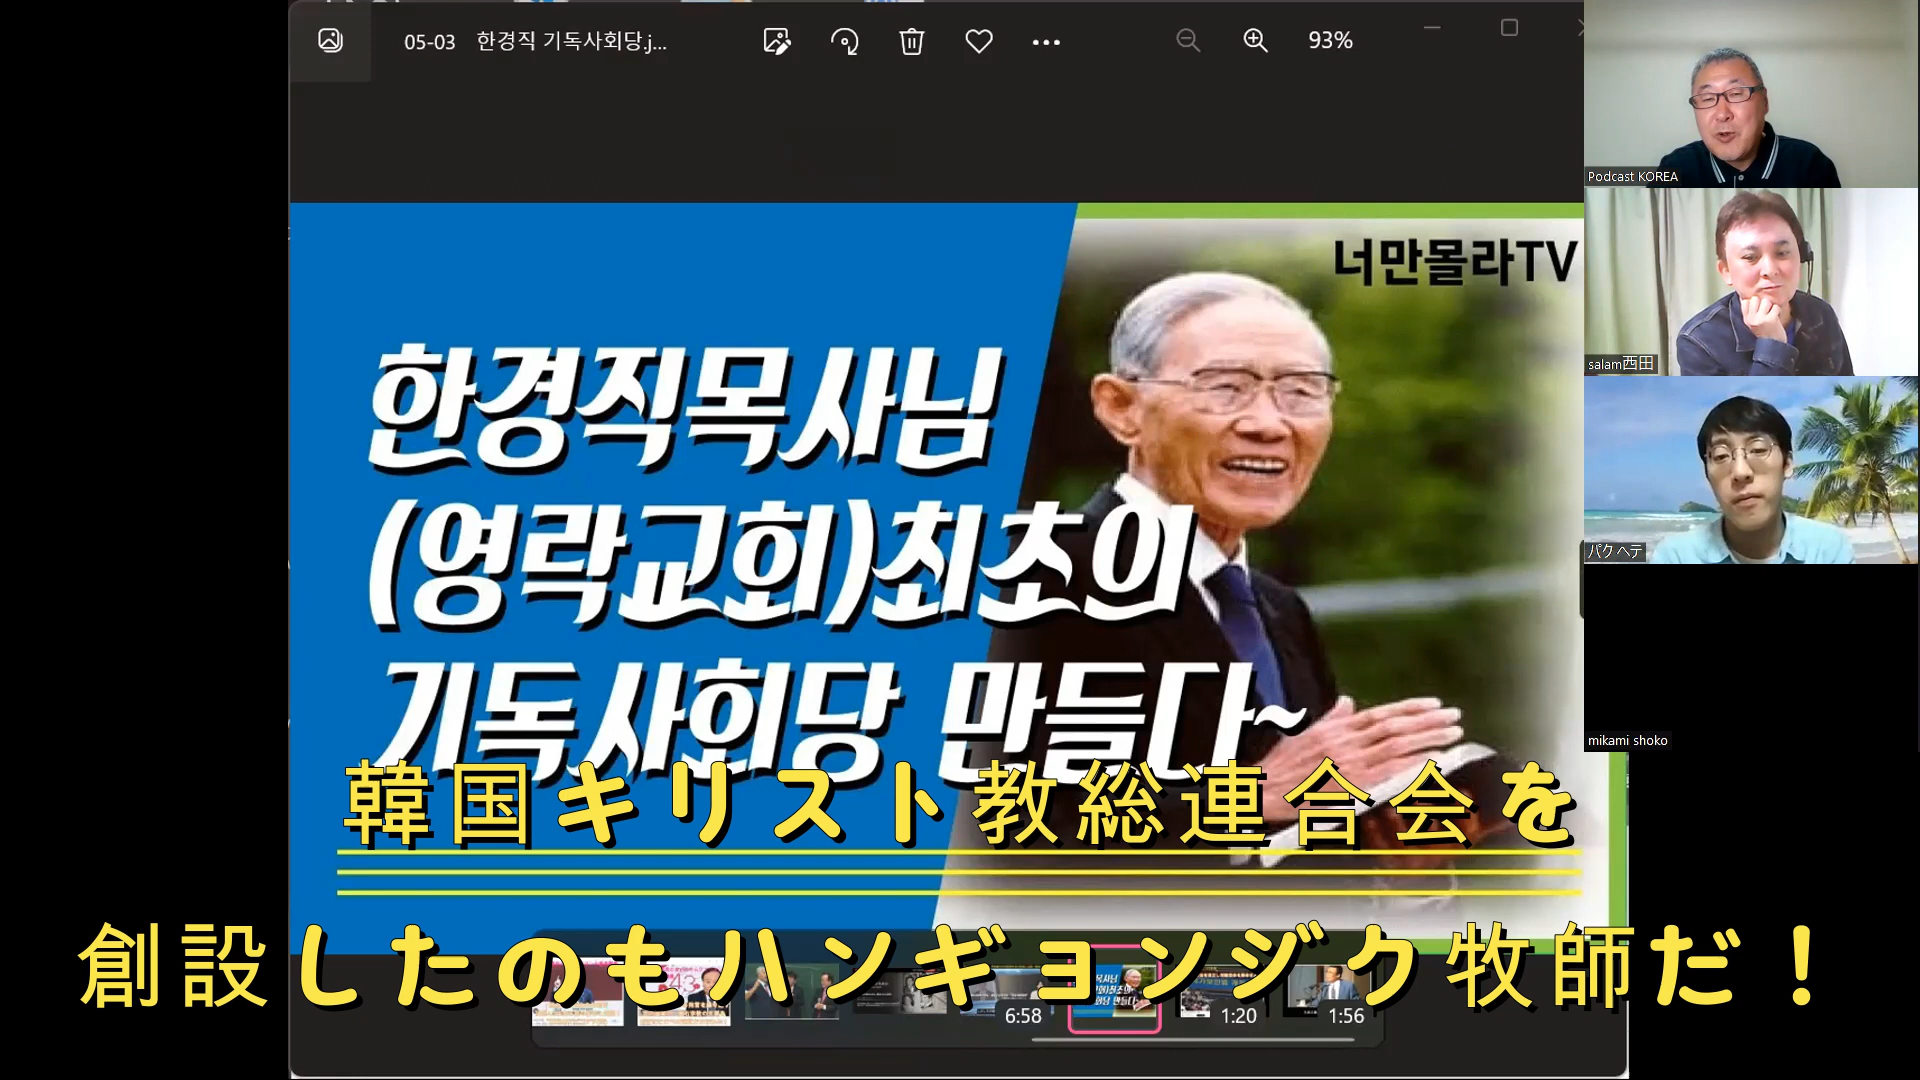 05-03 한경직 기독사회당.j...
93%
너만몰라TV
한경직목사님
(영락교회)최초의
기독사회당 만들다~
韓国キリスト教総連合会を
創設したのもハンギョンジク牧師だ！
6:58
1:20
1:56
Podcast KOREA
salam西田
パクヘテ
mikami shoko